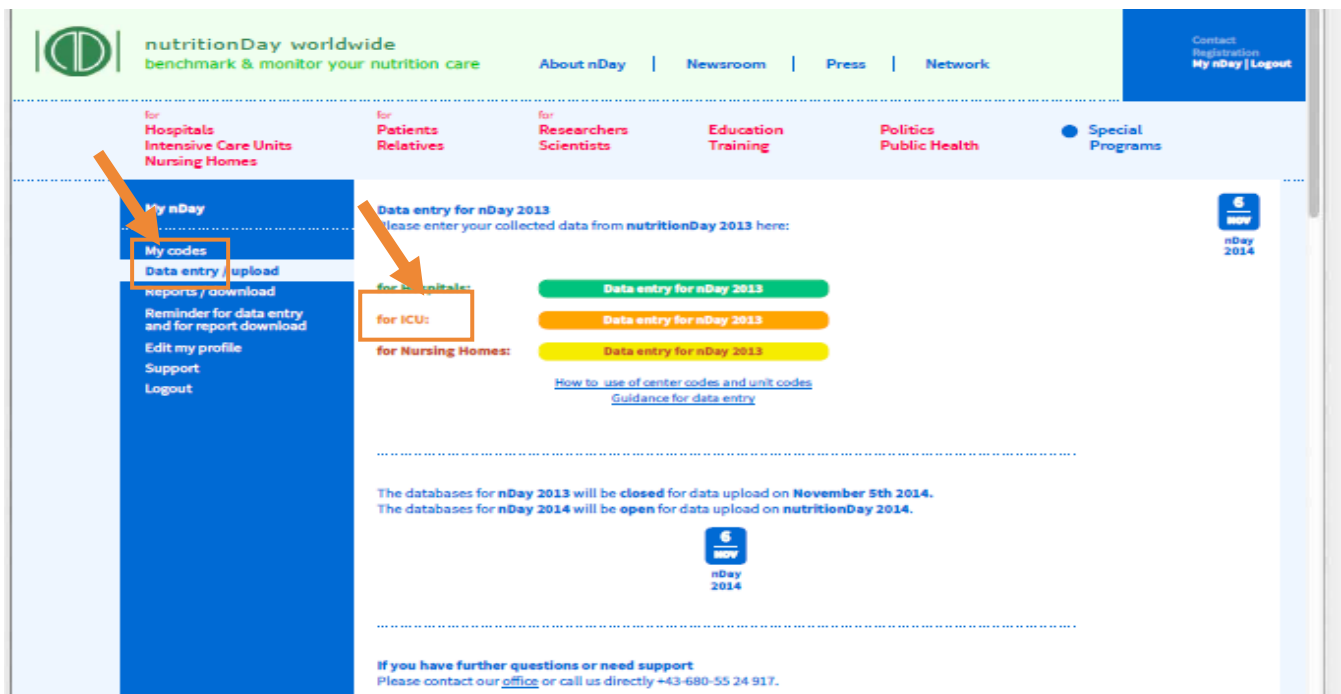 nutritionDay worldwide
benchmark & monitor your nutrition care
About nDay | Newsroom | Press | Network
Contact
Registration
My nDay | Logout
for
Hospitals
Intensive Care Units
Nursing Homes
for
Patients
Relatives
for
Researchers
Scientists
Education
Training
Politics
Public Health
Special
Programs
My nDay
My codes
Data entry / upload
Reports / download
Reminder for data entry
and for report download
Edit my profile
Support
Logout
Data entry for nDay 2013
Please enter your collected data from nutritionDay 2013 here:
6
NOV
nDay
2014
for Hospitals: Data entry for nDay 2013
for ICU: Data entry for nDay 2013
for Nursing Homes: Data entry for nDay 2013
How to use of center codes and unit codes
Guidance for data entry
The databases for nDay 2013 will be closed for data upload on November 5th 2014.
The databases for nDay 2014 will be open for data upload on nutritionDay 2014.
6
NOV
nDay
2014
If you have further questions or need support
Please contact our office or call us directly +43-680-55 24 917.